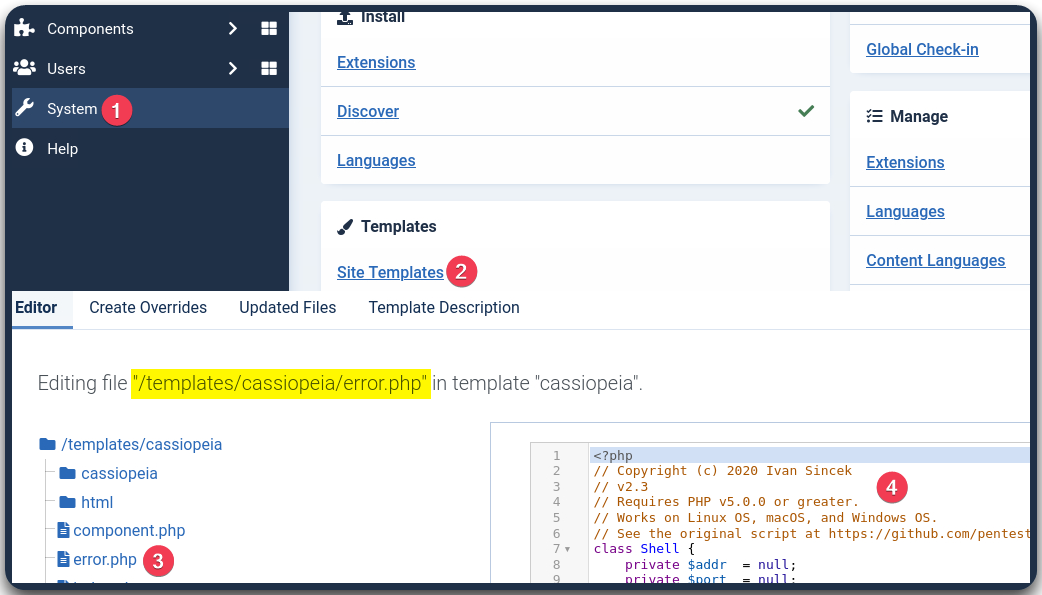 Components
Users
System 1
Help
Install
Extensions
Discover
Languages
Templates
Site Templates 2
Global Check-in
Manage
Extensions
Languages
Content Languages
Editor Create Overrides Updated Files Template Description
Editing file "/templates/cassiopeia/error.php" in template "cassiopeia".
/templates/cassiopeia
cassiopeia
html
component.php
error.php 3
1 <?php
2 // Copyright (c) 2020 Ivan Sincek
3 // v2.3 4
4 // Requires PHP v5.0.0 or greater.
5 // Works on Linux OS, macOS, and Windows OS.
6 // See the original script at https://github.com/pentest
7 class Shell {
8 private $addr = null;
9 private $port = null;